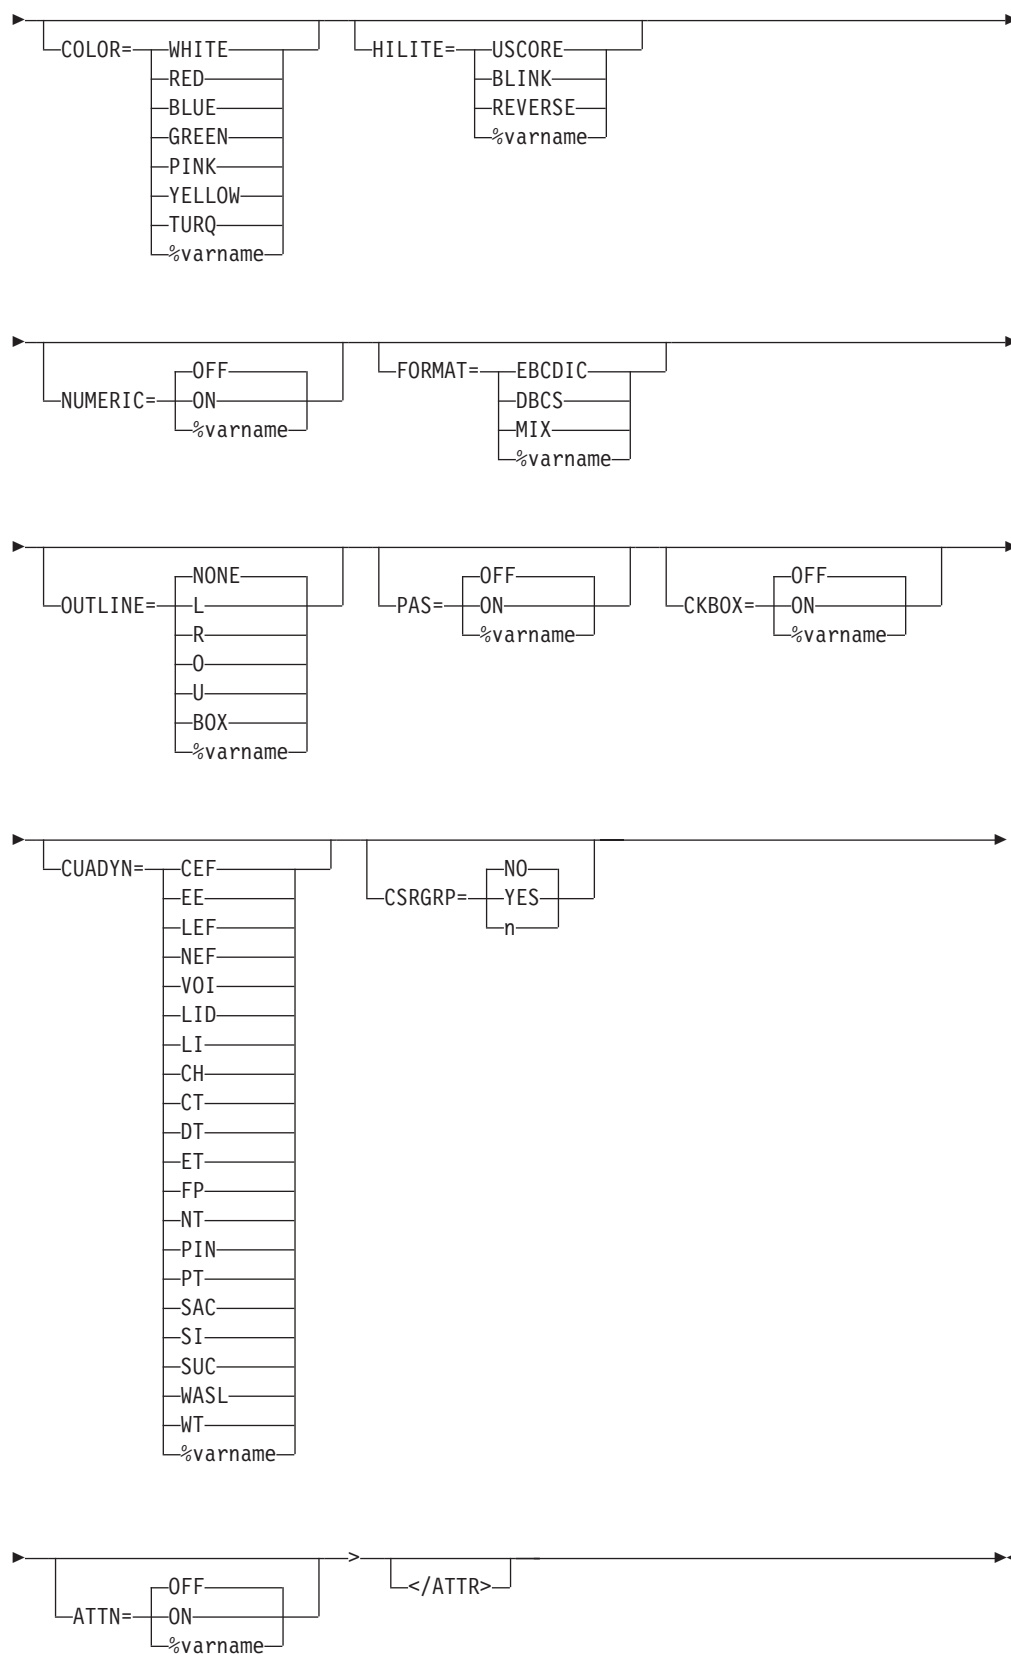 COLOR= WHITE HILITE= USCORE
RED BLINK
BLUE REVERSE
GREEN %varname
PINK
YELLOW
TURQ
%varname
OFF FORMAT= EBCDIC
NUMERIC= ON DBCS
%varname MIX
%varname
NONE OFF OFF
OUTLINE= L PAS= ON CKBOX= ON
R %varname %varname
O
U
BOX
%varname
CUADYN= CEF NO
EE CSRGRP= YES
LEF n
NEF
VOI
LID
LI
CH
CT
DT
ET
FP
NT
PIN
PT
SAC
SI
SUC
WASL
WT
%varname
>
OFF </ATTR>
ATTN= ON
%varname